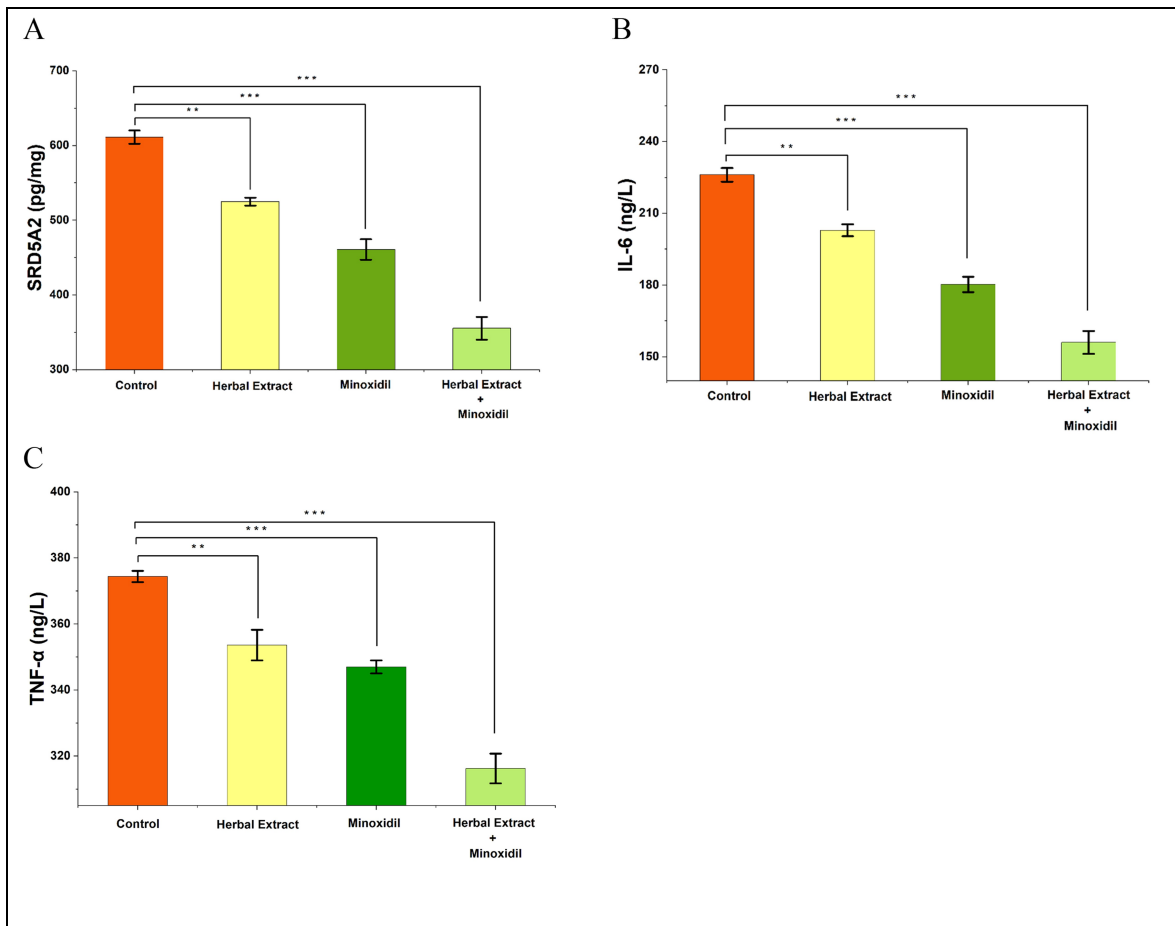 A
SRD5A2 (pg/mg)
700
600
500
400
300
***
***
**
Control
Herbal Extract
Minoxidil
Herbal Extract
+
Minoxidil
B
IL-6 (ng/L)
270
240
210
180
150
***
***
**
Control
Herbal Extract
Minoxidil
Herbal Extract
+
Minoxidil
C
TNF-α (ng/L)
400
380
360
340
320
***
***
**
Control
Herbal Extract
Minoxidil
Herbal Extract
+
Minoxidil